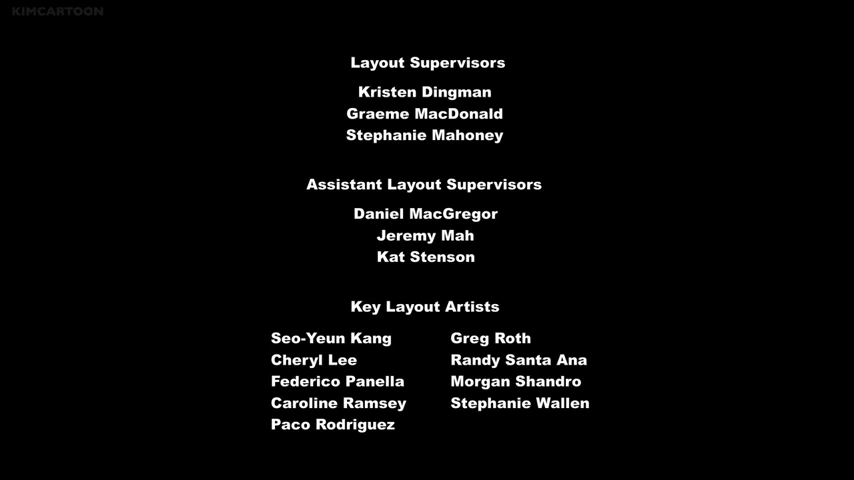 KIMCARTOON
Layout Supervisors
Kristen Dingman
Graeme MacDonald
Stephanie Mahoney
Assistant Layout Supervisors
Daniel MacGregor
Jeremy Mah
Kat Stenson
Key Layout Artists
Seo-Yeun Kang
Cheryl Lee
Federico Panella
Caroline Ramsey
Paco Rodriguez
Greg Roth
Randy Santa Ana
Morgan Shandro
Stephanie Wallen